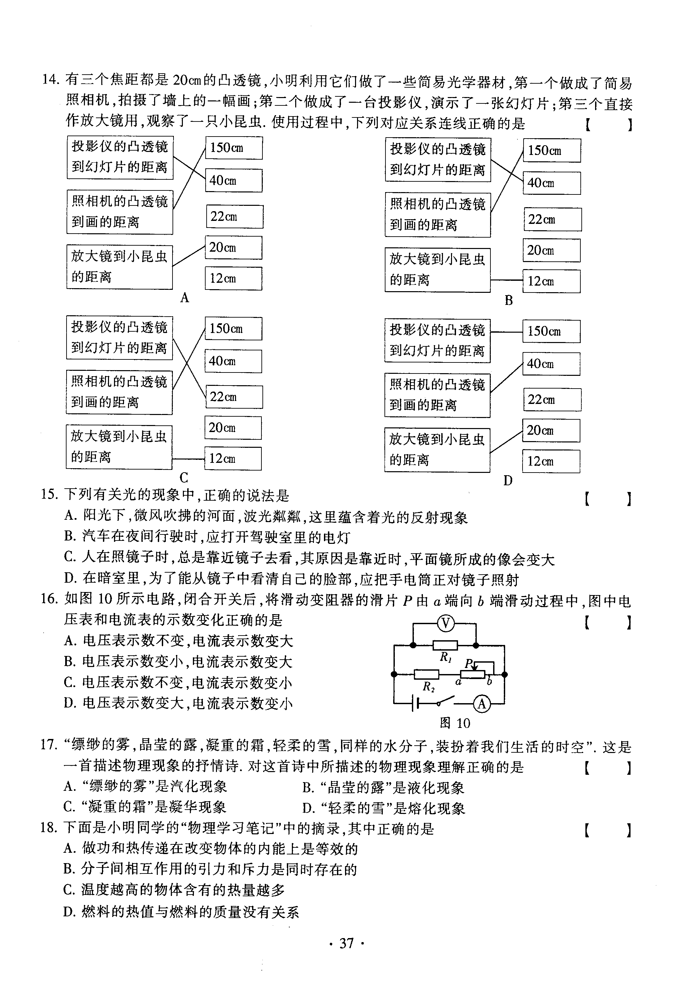 14. 有三个焦距都是 20cm的凸透镜,小明利用它们做了一些简易光学器材,第一个做成了简易
照相机,拍摄了墙上的一幅画;第二个做成了一台投影仪,演示了一张幻灯片;第三个直接
作放大镜用,观察了一只小昆虫. 使用过程中,下列对应关系连线正确的是 【 】
投影仪的凸透镜
到幻灯片的距离
照相机的凸透镜
到画的距离
放大镜到小昆虫
的距离
150cm
40cm
22cm
20cm
12cm
A
投影仪的凸透镜
到幻灯片的距离
照相机的凸透镜
到画的距离
放大镜到小昆虫
的距离
150cm
40cm
22cm
20cm
12cm
B
投影仪的凸透镜
到幻灯片的距离
照相机的凸透镜
到画的距离
放大镜到小昆虫
的距离
150cm
40cm
22cm
20cm
12cm
C
投影仪的凸透镜
到幻灯片的距离
照相机的凸透镜
到画的距离
放大镜到小昆虫
的距离
150cm
40cm
22cm
20cm
12cm
D
15. 下列有关光的现象中,正确的说法是 【 】
A. 阳光下,微风吹拂的河面,波光粼粼,这里蕴含着光的反射现象
B. 汽车在夜间行驶时,应打开驾驶室里的电灯
C. 人在照镜子时,总是靠近镜子去看,其原因是靠近时,平面镜所成的像会变大
D. 在暗室里,为了能从镜子中看清自己的脸部,应把手电筒正对镜子照射
16. 如图 10 所示电路,闭合开关后,将滑动变阻器的滑片 P 由 a 端向 b 端滑动过程中,图中电
压表和电流表的示数变化正确的是 【 】
A. 电压表示数不变,电流表示数变大
B. 电压表示数变小,电流表示数变大
C. 电压表示数不变,电流表示数变小
D. 电压表示数变大,电流表示数变小
V
R₁
P
R₂
a
b
A
图 10
17. “缥缈的雾,晶莹的露,凝重的霜,轻柔的雪,同样的水分子,装扮着我们生活的时空”. 这是
一首描述物理现象的抒情诗. 对这首诗中所描述的物理现象理解正确的是 【 】
A. “缥缈的雾”是汽化现象 B. “晶莹的露”是液化现象
C. “凝重的霜”是凝华现象 D. “轻柔的雪”是熔化现象
18. 下面是小明同学的“物理学习笔记”中的摘录,其中正确的是 【 】
A. 做功和热传递在改变物体的内能上是等效的
B. 分子间相互作用的引力和斥力是同时存在的
C. 温度越高的物体含有的热量越多
D. 燃料的热值与燃料的质量没有关系
· 37 ·